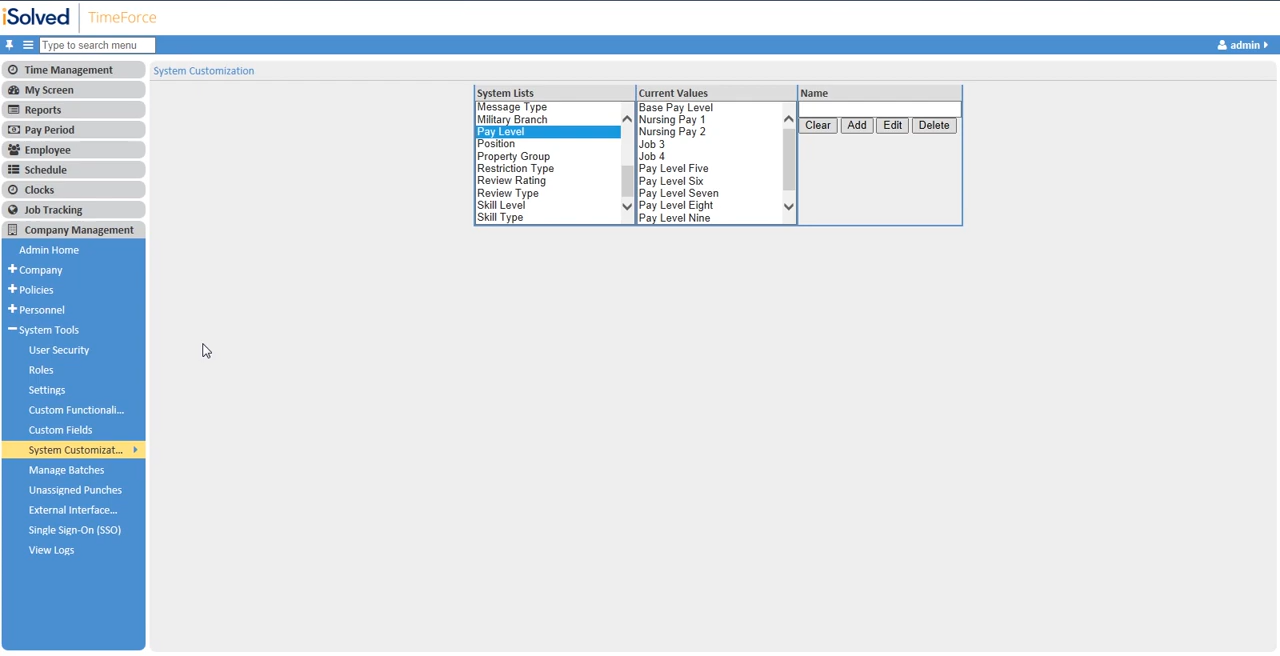 iSolved TimeForce
Type to search menu
admin
Time Management
My Screen
Reports
Pay Period
Employee
Schedule
Clocks
Job Tracking
Company Management
Admin Home
Company
Policies
Personnel
System Tools
User Security
Roles
Settings
Custom Functionali...
Custom Fields
System Customizat...
Manage Batches
Unassigned Punches
External Interface...
Single Sign-On (SSO)
View Logs
System Customization
System Lists
Message Type
Military Branch
Pay Level
Position
Property Group
Restriction Type
Review Rating
Review Type
Skill Level
Skill Type
Current Values
Base Pay Level
Nursing Pay 1
Nursing Pay 2
Job 3
Job 4
Pay Level Five
Pay Level Six
Pay Level Seven
Pay Level Eight
Pay Level Nine
Name
Clear Add Edit Delete